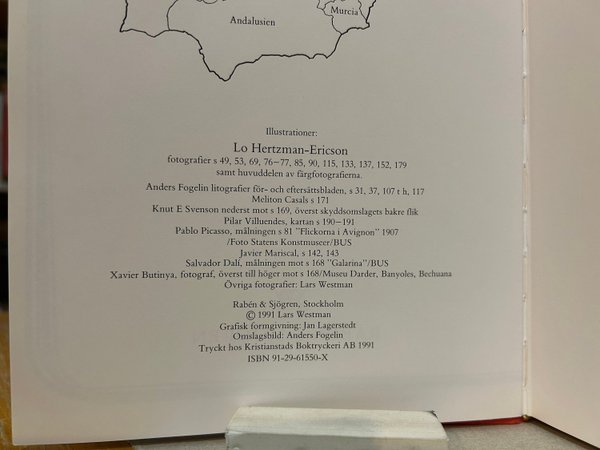 Murcia
Andalusien
Illustrationer:
Lo Hertzman-Ericson
fotografier s 49, 53, 69, 76–77, 85, 90, 115, 133, 137, 152, 179
samt huvuddelen av färgfotografierna.
Anders Fogelin litografier för- och eftersättsbladen, s 31, 37, 107 t h, 117
Meliton Casals s 171
Knut E Svenson nederst mot s 169, överst skyddsomslagets bakre flik
Pilar Villuendes, kartan s 190–191
Pablo Picasso, målningen s 81 "Flickorna i Avignon" 1907
/Foto Statens Konstmuseer/BUS
Javier Mariscal, s 142, 143
Salvador Dalí, målningen mot s 168 "Galarina"/BUS
Xavier Butinya, fotograf, överst till höger mot s 168/Museu Darder, Banyoles, Bechuana
Övriga fotografier: Lars Westman
Rabén & Sjögren, Stockholm
© 1991 Lars Westman
Grafisk formgivning: Jan Lagerstedt
Omslagsbild: Anders Fogelin
Tryckt hos Kristianstads Boktryckeri AB 1991
ISBN 91-29-61550-X